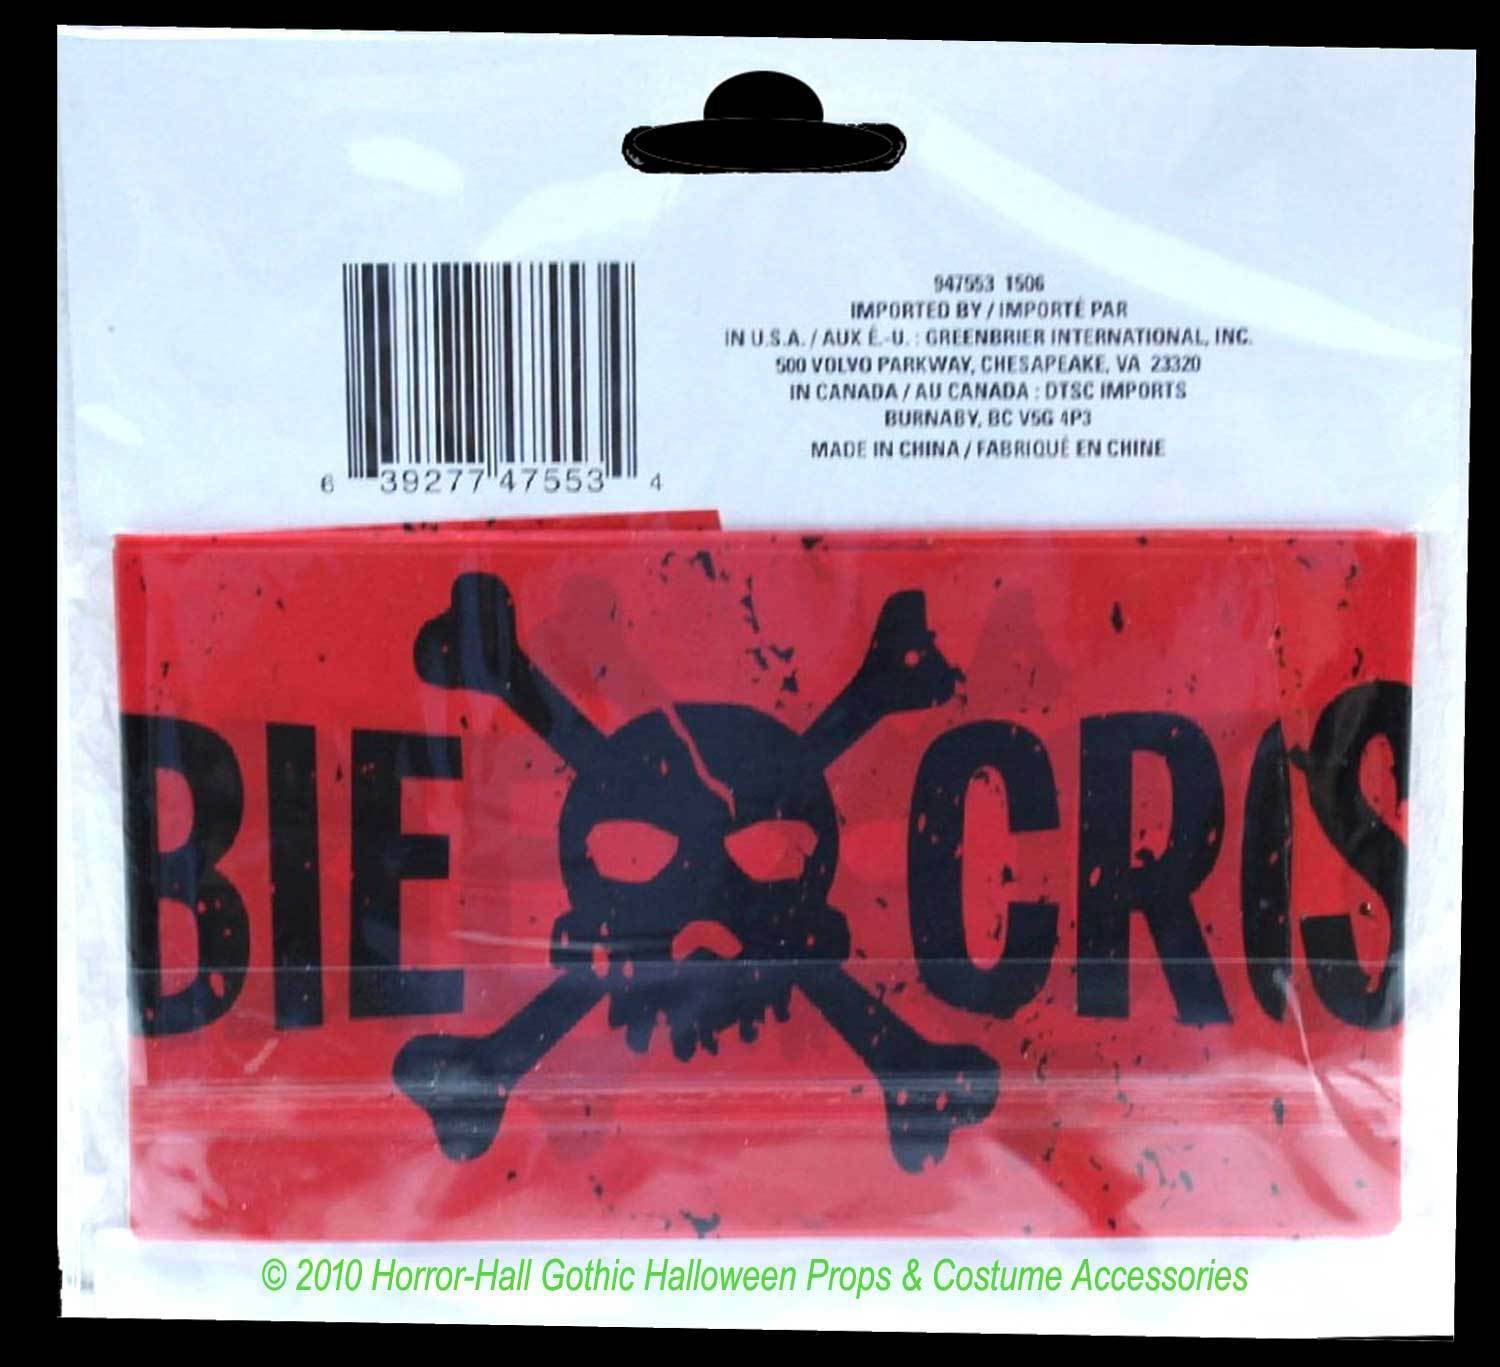 947553 1506
IMPORTED BY / IMPORTÉ PAR
IN U.S.A. / AUX É.-U. : GREENBRIER INTERNATIONAL, INC.
500 VOLVO PARKWAY, CHESAPEAKE, VA 23320
IN CANADA / AU CANADA : DTSC IMPORTS
BURNABY, BC V5G 4P3
MADE IN CHINA / FABRIQUÉ EN CHINE
6 39277 47553 4
BIE CRIS
© 2010 Horror-Hall Gothic Halloween Props & Costume Accessories